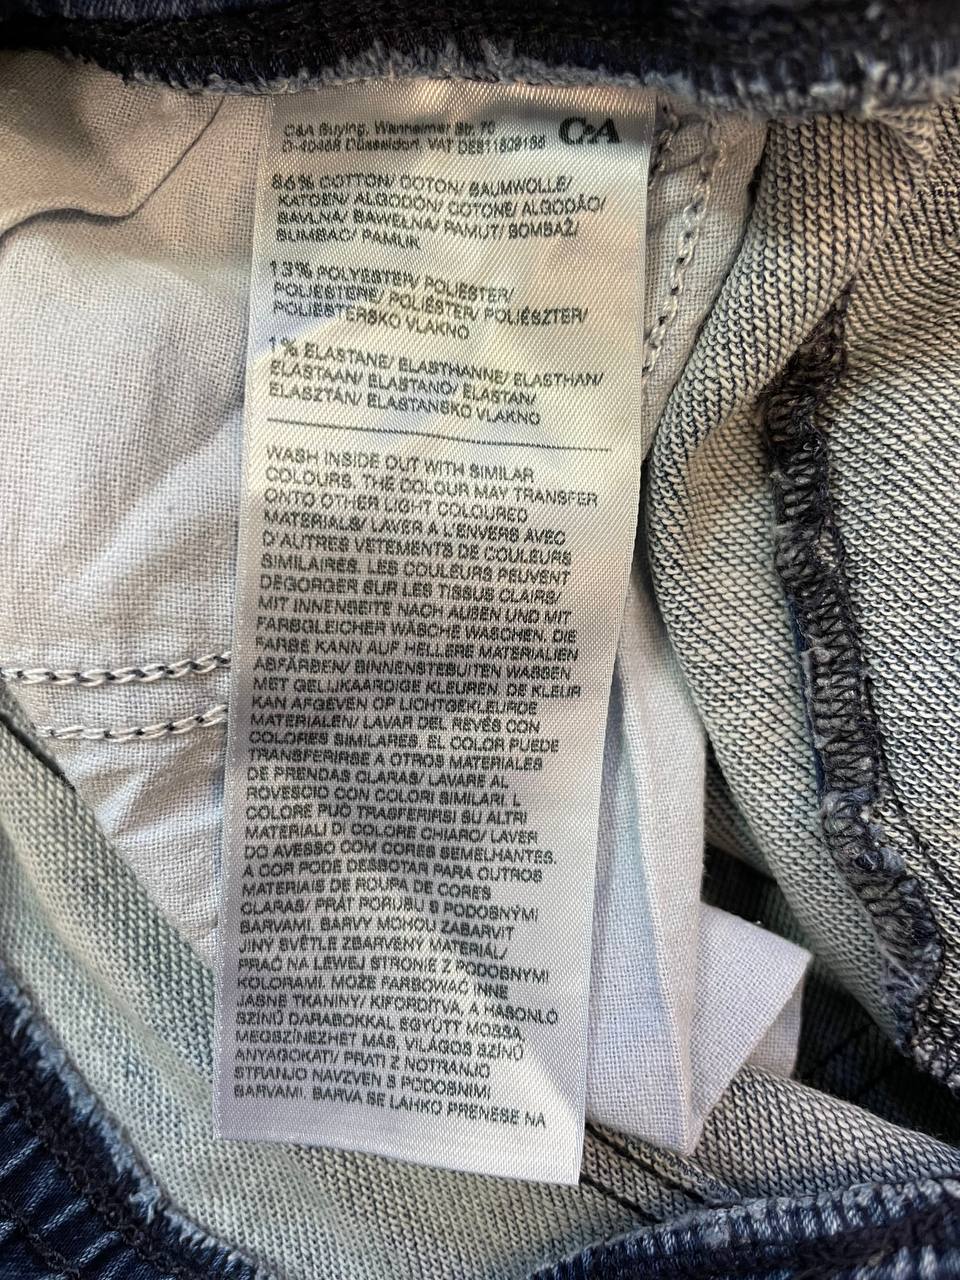 C&A Buying, Wanheimer Str. 70
D-40468 Düsseldorf, VAT
C&A
86% COTTON/ COTON/ BAUMWOLLE/
KATOEN/ ALGODÓN/ COTONE/ ALGODÃO/
BAVLNA/ BAWEŁNA/ PAMUT/ BOMBAŽ/
BUMBAC/ PAMUK
13% POLYESTER/ POLIÉSTER/
POLIESTERE/ POLIÉSTER/ POLIÉSZTER/
POLIESTERSKO VLAKNO
1% ELASTANE/ ELASTHANNE/ ELASTHAN/
ELASTAAN/ ELASTANO/ ELASTAN/
ELASZTÁN/ ELASTANSKO VLAKNO
WASH INSIDE OUT WITH SIMILAR
COLOURS. THE COLOUR MAY TRANSFER
ONTO OTHER LIGHT COLOURED
MATERIALS/ LAVER A L'ENVERS AVEC
D'AUTRES VETEMENTS DE COULEURS
SIMILAIRES. LES COULEURS PEUVENT
DEGORGER SUR LES TISSUS CLAIRS/
MIT INNENSEITE NACH AUßEN UND MIT
FARBGLEICHER WÄSCHE WASCHEN. DIE
FARBE KANN AUF HELLERE MATERIALIEN
ABFÄRBEN/ BINNENSTEBUITEN WASSEN
MET GELIJKAARDIGE KLEUREN. DE KLEUR
KAN AFGEVEN OP LICHTGEKLEURDE
MATERIALEN/ LAVAR DEL REVÉS CON
COLORES SIMILARES. EL COLOR PUEDE
TRANSFERIRSE A OTROS MATERIALES
DE PRENDAS CLARAS/ LAVARE AL
ROVESCIO CON COLORI SIMILARI. L
COLORE PUÒ TRASFERIRSI SU ALTRI
MATERIALI DI COLORE CHIARO/ LAVER
DO AVESSO COM CORES SEMELHANTES.
A COR PODE DESBOTAR PARA OUTROS
MATERIAIS DE ROUPA DE CORES
CLARAS/ PRÁT PORUBU S PODOBNÝMI
BARVAMI. BARVY MOHOU ZABARVIT
JINÝ SVĚTLE ZBARVENÝ MATERIÁL/
PRAĆ NA LEWEJ STRONIE Z PODOBNYMI
KOLORAMI. MOŻE FARBOWAĆ INNE
JASNE TKANINY/ KIFORDÍTVA, A HASONLÓ
SZÍNŰ DARABOKKAL EGYÜTT MOSSA,
MEGSZÍNEZHET MÁS, VILÁGOS SZÍNŰ
ANYAGOKAT/ PRATI Z NOTRANJO
STRANJO NAVZVEN S PODOBNIMI
BARVAMI. BARVA SE LAHKO PRENESE NA